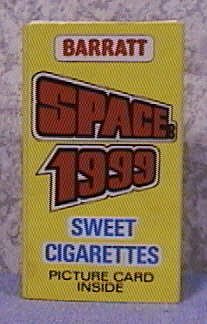 BARRATT
SPACE:
1999
SWEET
CIGARETTES
PICTURE CARD
INSIDE